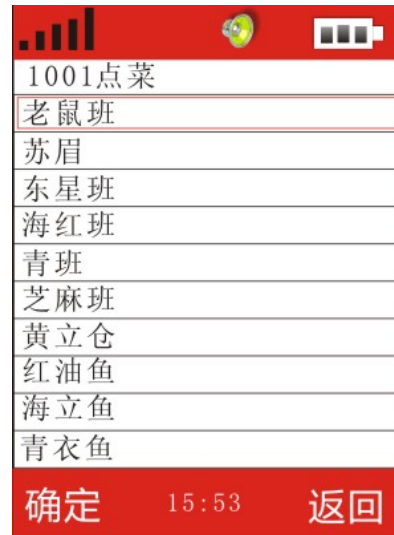 1001点菜
老鼠班
苏眉
东星班
海红班
青班
芝麻班
黄立仓
红油鱼
海立鱼
青衣鱼
确定 15:53 返回